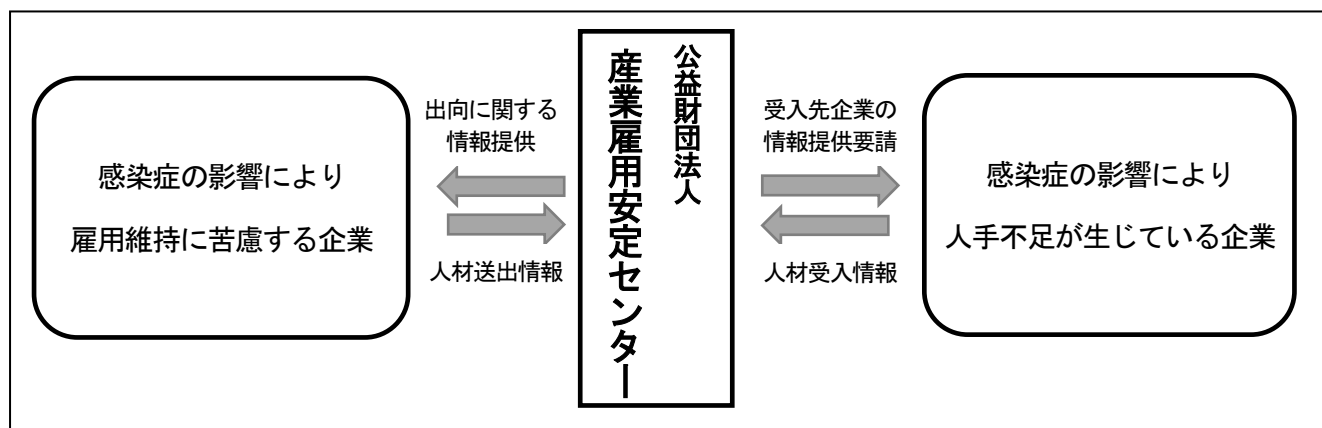 感染症の影響により
雇用維持に苦慮する企業
出向に関する
情報提供
人材送出情報
公益財団法人
産業雇用安定センター
受入先企業の
情報提供要請
人材受入情報
感染症の影響により
人手不足が生じている企業